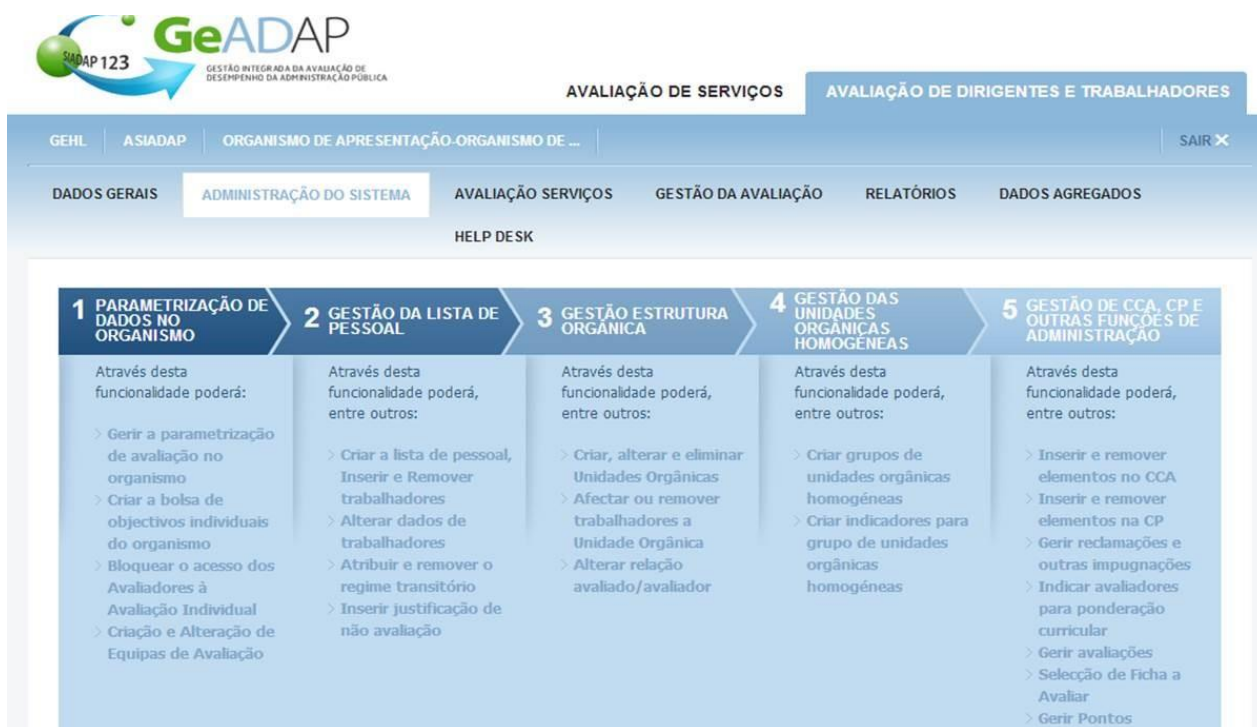 SIADAP 123
GeADAP
GESTÃO INTEGRADA DA AVALIAÇÃO DE
DESEMPENHO DA ADMINISTRAÇÃO PÚBLICA
AVALIAÇÃO DE SERVIÇOS
AVALIAÇÃO DE DIRIGENTES E TRABALHADORES
GEHL
ASIADAP
ORGANISMO DE APRESENTAÇÃO-ORGANISMO DE ...
SAIR X
DADOS GERAIS
ADMINISTRAÇÃO DO SISTEMA
AVALIAÇÃO SERVIÇOS
GESTÃO DA AVALIAÇÃO
RELATÓRIOS
DADOS AGREGADOS
HELP DESK
1 PARAMETRIZAÇÃO DE
DADOS NO
ORGANISMO
Através desta
funcionalidade poderá:
> Gerir a parametrização
de avaliação no
organismo
> Criar a bolsa de
objectivos individuais
do organismo
> Bloquear o acesso dos
Avaliadores à
Avaliação Individual
> Criação e Alteração de
Equipas de Avaliação
2 GESTÃO DA LISTA DE
PESSOAL
Através desta
funcionalidade poderá,
entre outros:
> Criar a lista de pessoal,
Inserir e Remover
trabalhadores
> Alterar dados de
trabalhadores
> Atribuir e remover o
regime transitório
> Inserir justificação de
não avaliação
3 GESTÃO ESTRUTURA
ORGÂNICA
Através desta
funcionalidade poderá,
entre outros:
> Criar, alterar e eliminar
Unidades Orgânicas
> Afectar ou remover
trabalhadores a
Unidade Orgânica
> Alterar relação
avaliado/avaliador
4 GESTÃO DAS
UNIDADES
ORGÂNICAS
HOMOGÉNEAS
Através desta
funcionalidade poderá,
entre outros:
> Criar grupos de
unidades orgânicas
homogéneas
> Criar indicadores para
grupo de unidades
orgânicas
homogéneas
5 GESTÃO DE CCA, CP E
OUTRAS FUNÇÕES DE
ADMINISTRAÇÃO
Através desta
funcionalidade poderá,
entre outros:
> Inserir e remover
elementos no CCA
> Inserir e remover
elementos na CP
> Gerir reclamações e
outras impugnações
> Indicar avaliadores
para ponderação
curricular
> Gerir avaliações
> Selecção de Ficha a
Avaliar
> Gerir Pontos